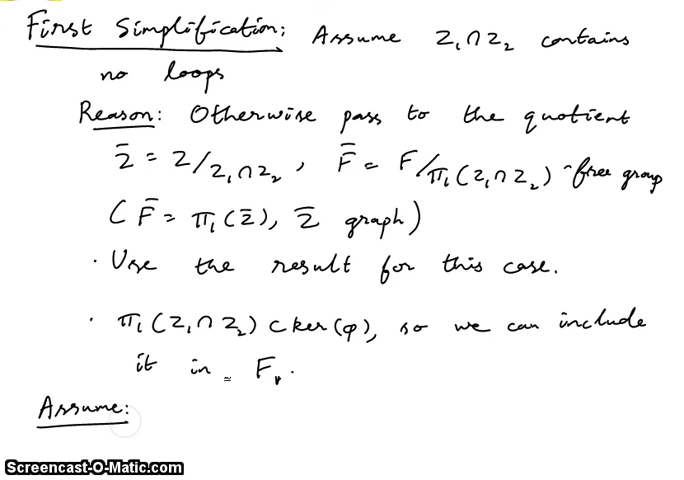 First Simplification: Assume Z₁∩Z₂ contains
no loops
Reason: Otherwise pass to the quotient
Z̄ = Z/Z₁∩Z₂, F̄ = F/π₁(Z₁∩Z₂) - free group
(F̄ = π₁(Z̄), Z̄ graph)
· Use the result for this case.
· π₁(Z₁∩Z₂) ⊂ ker(φ), so we can include
it in F₁.
Assume:
Screencast-O-Matic.com